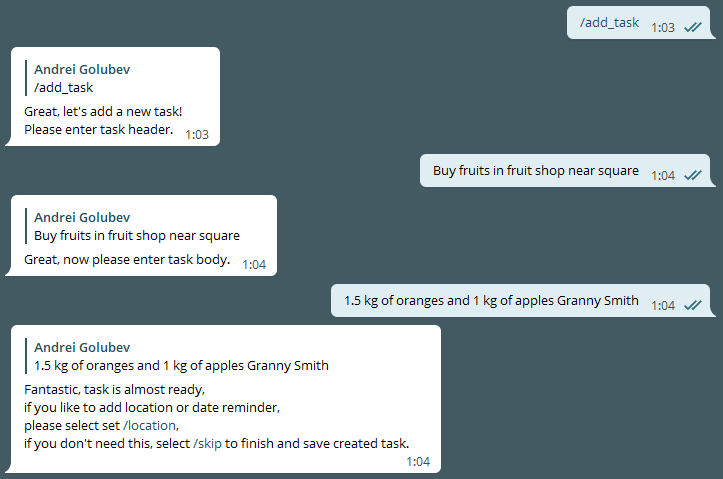 /add_task 1:03
Andrei Golubev
/add_task
Great, let's add a new task!
Please enter task header. 1:03
Buy fruits in fruit shop near square 1:04
Andrei Golubev
Buy fruits in fruit shop near square
Great, now please enter task body. 1:04
1.5 kg of oranges and 1 kg of apples Granny Smith 1:04
Andrei Golubev
1.5 kg of oranges and 1 kg of apples Granny Smith
Fantastic, task is almost ready,
if you like to add location or date reminder,
please select set /location,
if you don't need this, select /skip to finish and save created task.
1:04